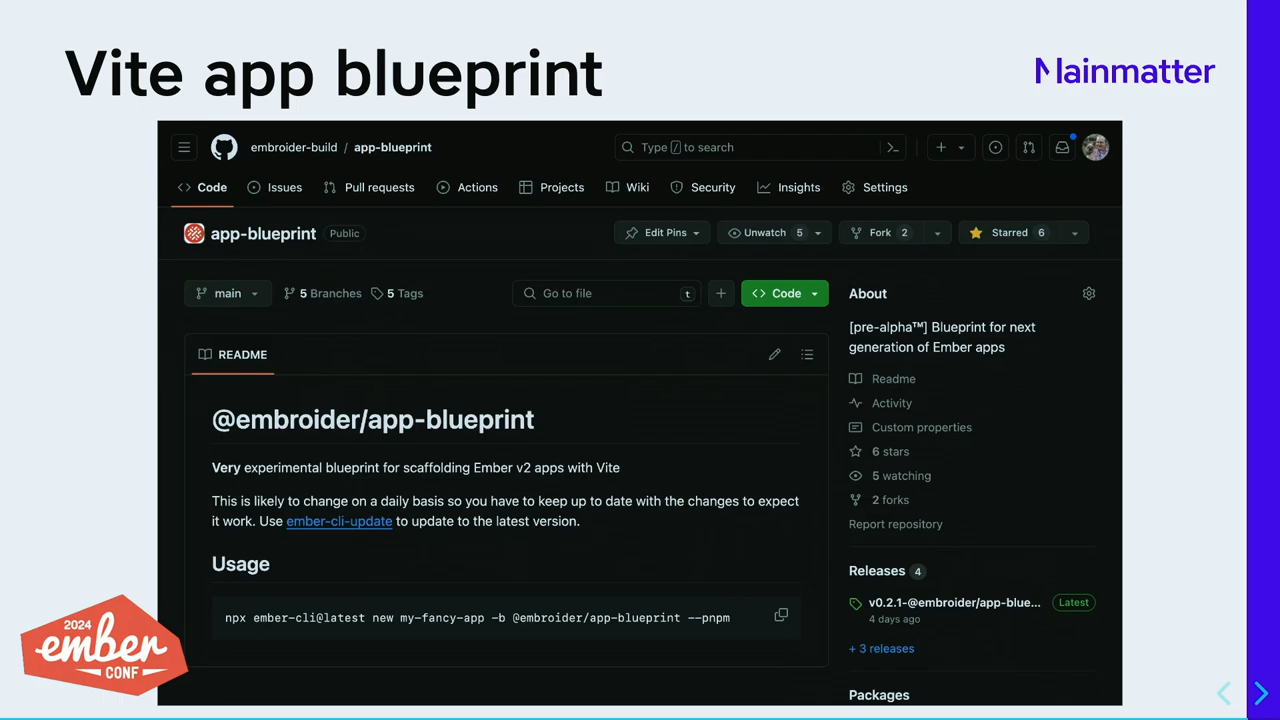 Vite app blueprint
Mainmatter
embroider-build / app-blueprint
Type / to search
Code Issues Pull requests Actions Projects Wiki Security Insights Settings
app-blueprint Public
Edit Pins Unwatch 5 Fork 2 Starred 6
main 5 Branches 5 Tags
Go to file t
Code
README
@embroider/app-blueprint
Very experimental blueprint for scaffolding Ember v2 apps with Vite
This is likely to change on a daily basis so you have to keep up to date with the changes to expect
it work. Use ember-cli-update to update to the latest version.
Usage
npx ember-cli@latest new my-fancy-app -b @embroider/app-blueprint --pnpm
About
[pre-alpha™] Blueprint for next
generation of Ember apps
Readme
Activity
Custom properties
6 stars
5 watching
2 forks
Report repository
Releases 4
v0.2.1-@embroider/app-blue...
Latest
4 days ago
+ 3 releases
Packages
2024
ember
CONF